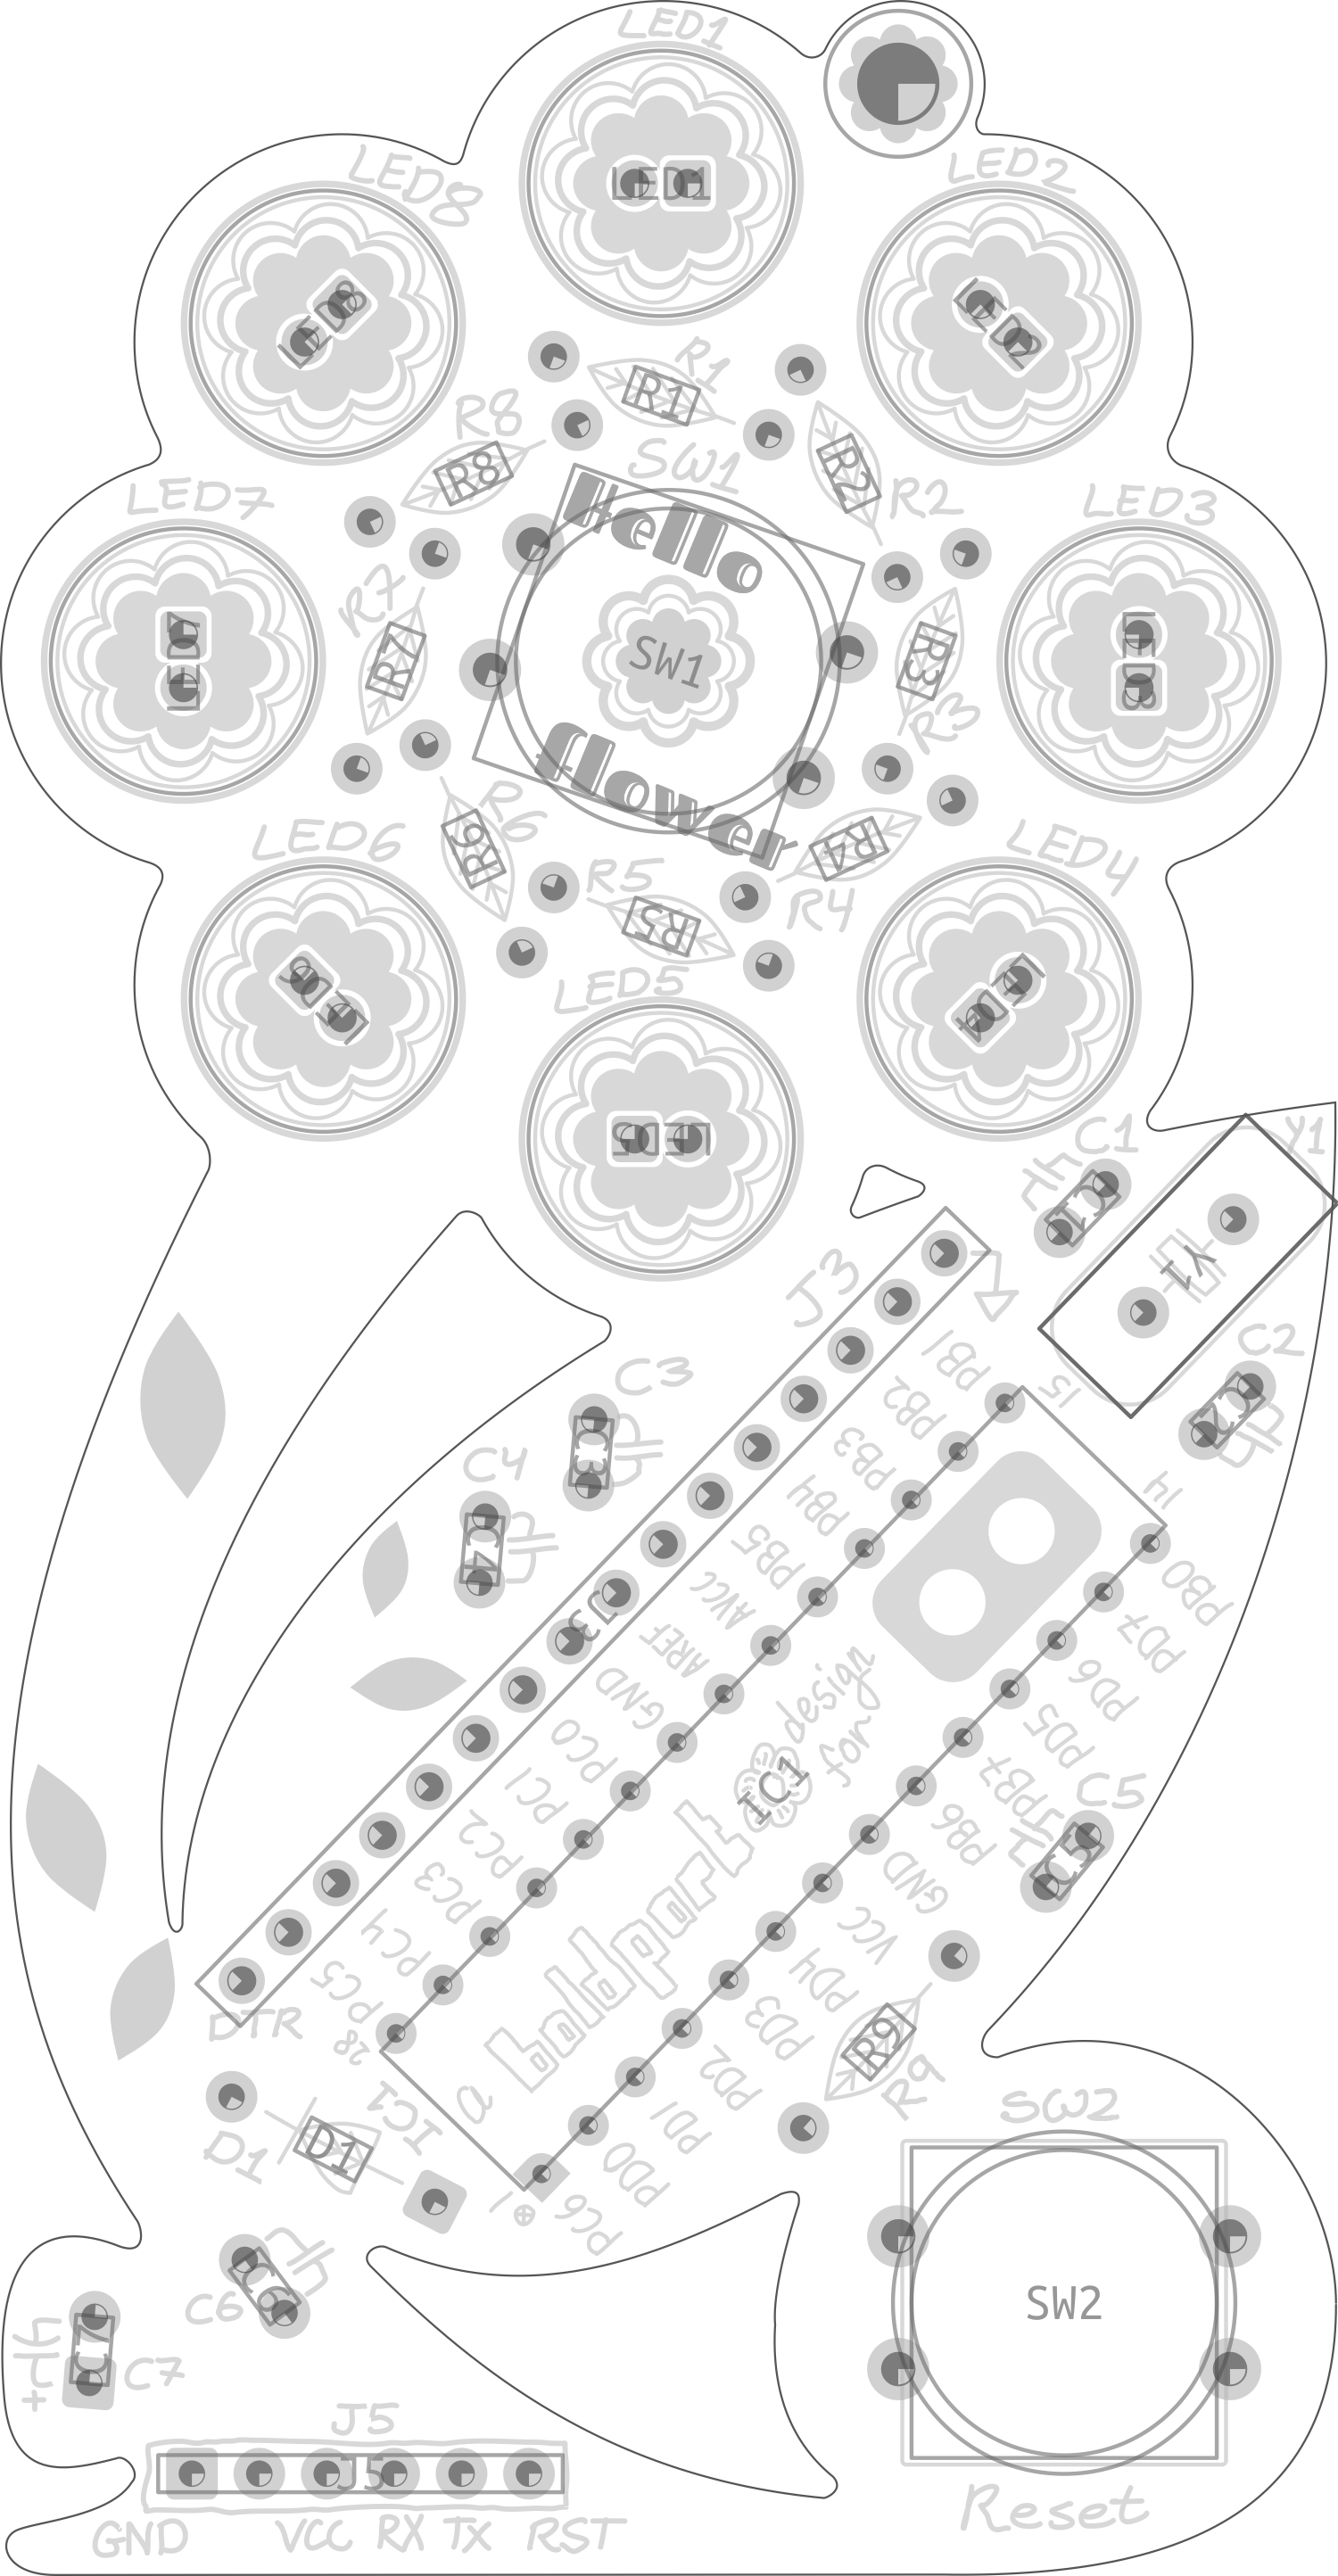 LED1
LED1
LED8
LED8
LED2
LED2
R1
R1
R8
R8
SW1
R2
R2
Hello
LED7
LED7
LED3
LED3
R7
R7
SW1
R3
R3
flower
LED6
LED6
R6
R6
R5
R5
R4
R4
LED4
LED4
LED5
LED5
C1
C1
Y1
Y1
J3
J3
C2
C2
C3
C3
C4
C4
15
14
PB1
PB2
PB3
PB4
PB5
AVCC
AREF
GND
PC0
PC1
PC2
PC3
PC4
PC5
28
PB0
PD7
PD6
PD5
PB7
PB6
GND
VCC
PD4
PD3
PD2
PD1
PD0
PC6
design
for
IC1
IC1
C5
C5
DTR
R9
R9
D1
D1
SW2
SW2
C6
C6
C7
C7
+
J5
J5
GND
VCC
RX
TX
RST
Reset